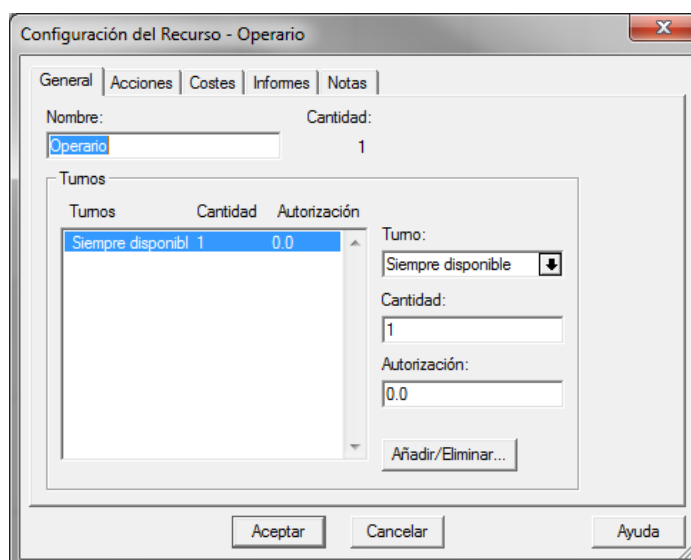 Configuración del Recurso - Operario
General Acciones Costes Informes Notas
Nombre: Cantidad:
Operario 1
Turnos
Turnos Cantidad Autorización
Siempre disponibl 1 0.0
Turno:
Siempre disponible
Cantidad:
1
Autorización:
0.0
Añadir/Eliminar...
Aceptar Cancelar Ayuda